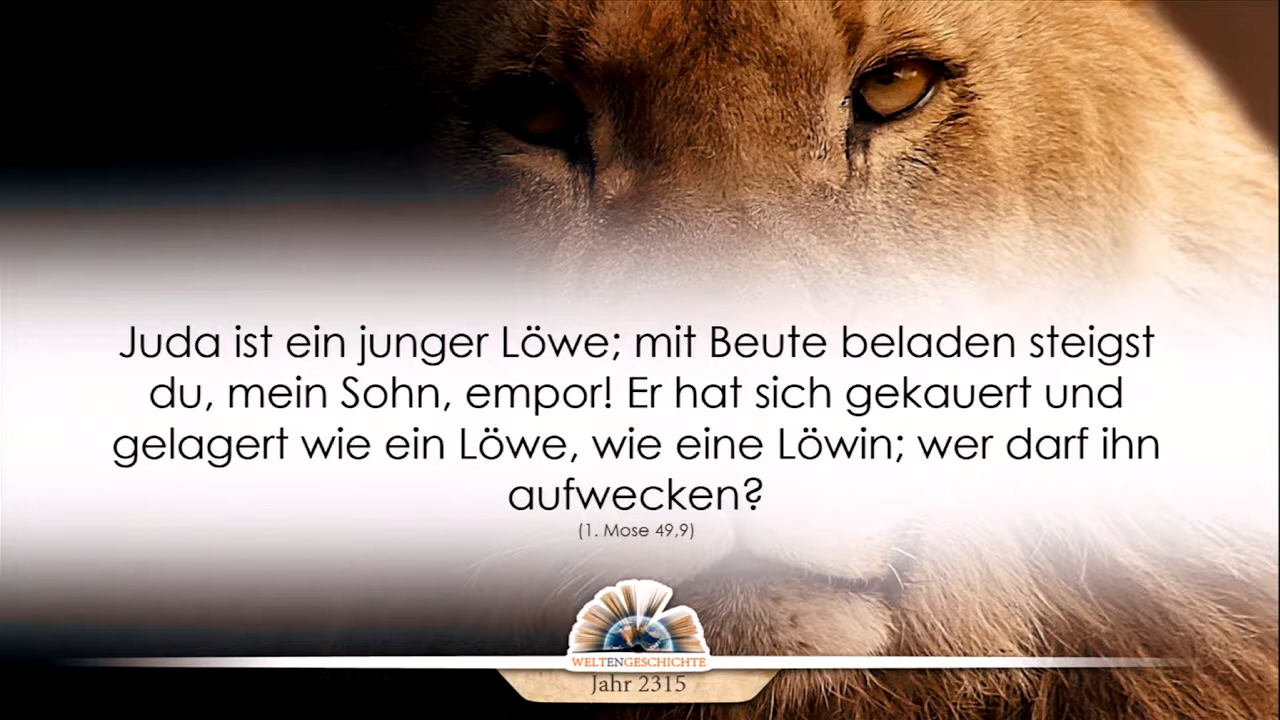 Juda ist ein junger Löwe; mit Beute beladen steigst
du, mein Sohn, empor! Er hat sich gekauert und
gelagert wie ein Löwe, wie eine Löwin; wer darf ihn
aufwecken?
(1. Mose 49,9)
WELTENGESCHICHTE
Jahr 2315